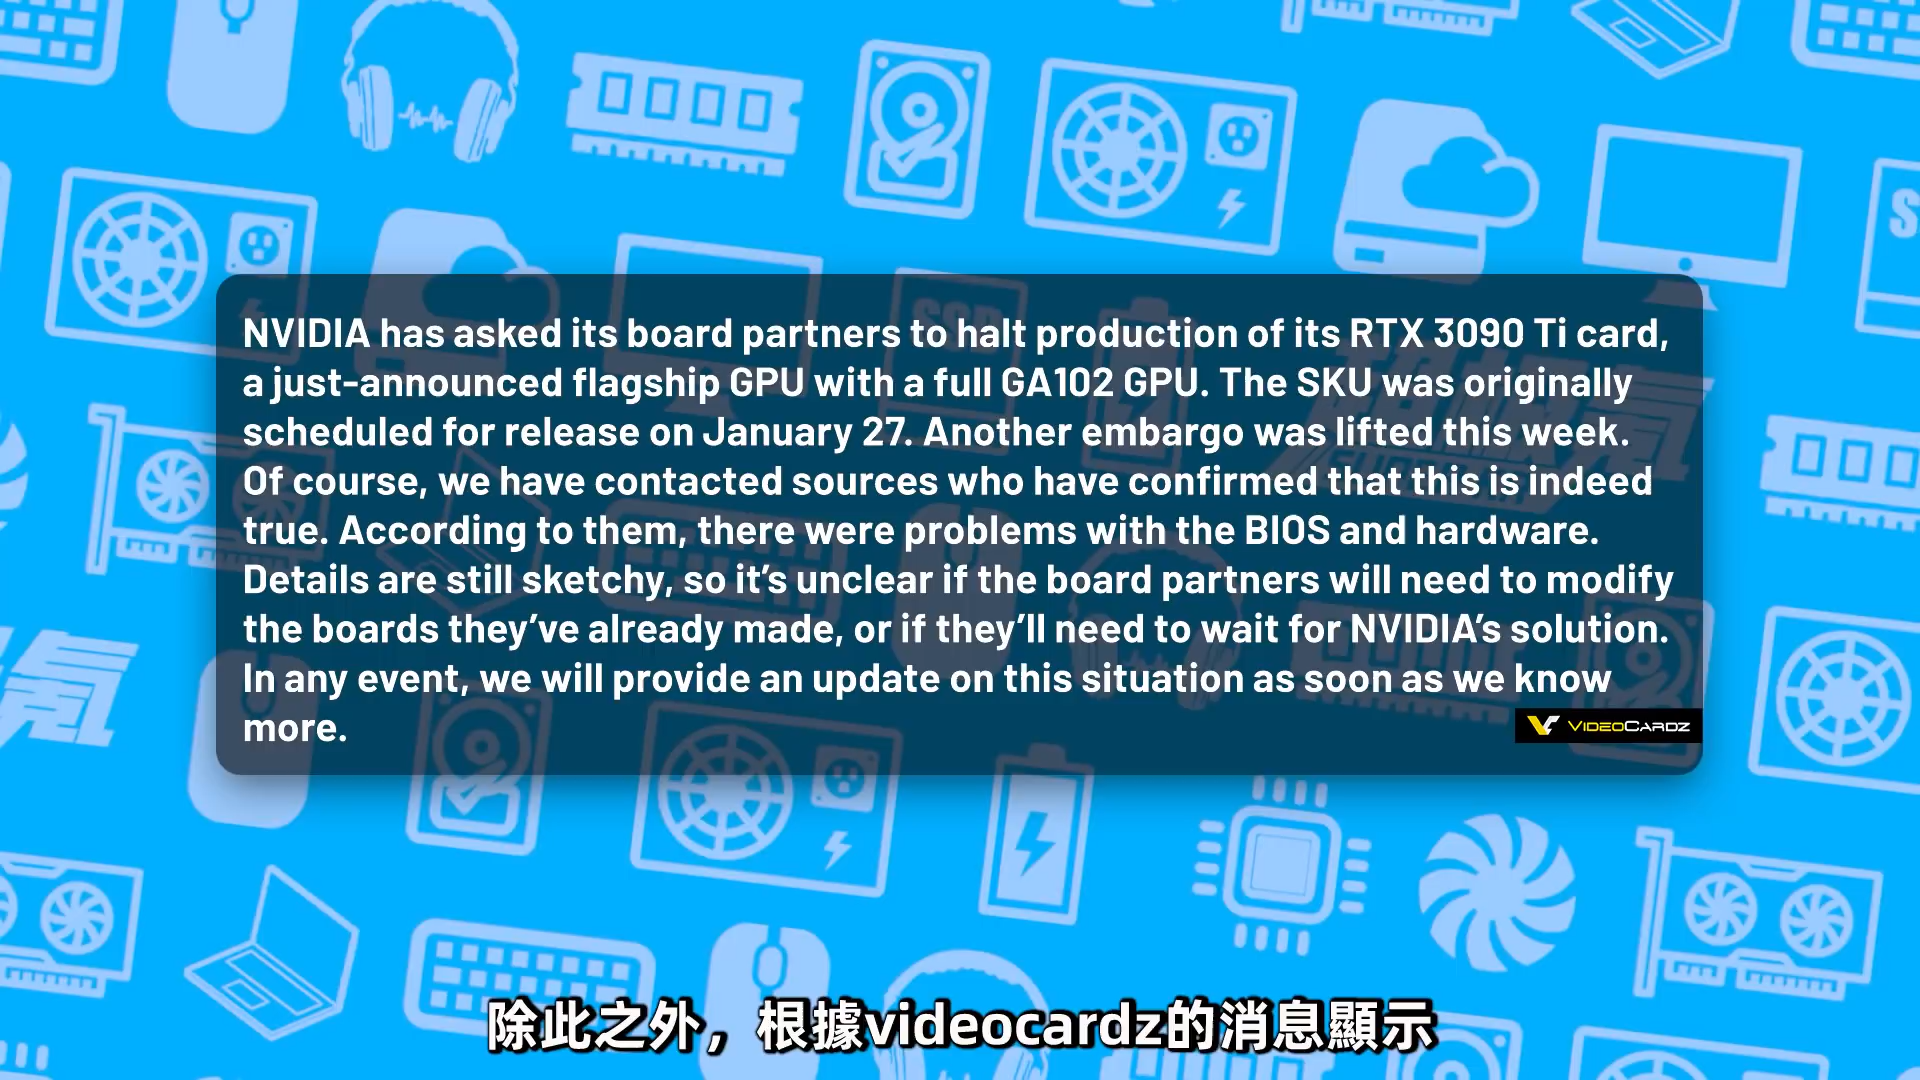 SSD
NVIDIA has asked its board partners to halt production of its RTX 3090 Ti card,
a just-announced flagship GPU with a full GA102 GPU. The SKU was originally
scheduled for release on January 27. Another embargo was lifted this week.
Of course, we have contacted sources who have confirmed that this is indeed
true. According to them, there were problems with the BIOS and hardware.
Details are still sketchy, so it’s unclear if the board partners will need to modify
the boards they’ve already made, or if they’ll need to wait for NVIDIA’s solution.
In any event, we will provide an update on this situation as soon as we know
more.
VIDEOCARDZ
氪
除此之外，根據videocardz的消息顯示